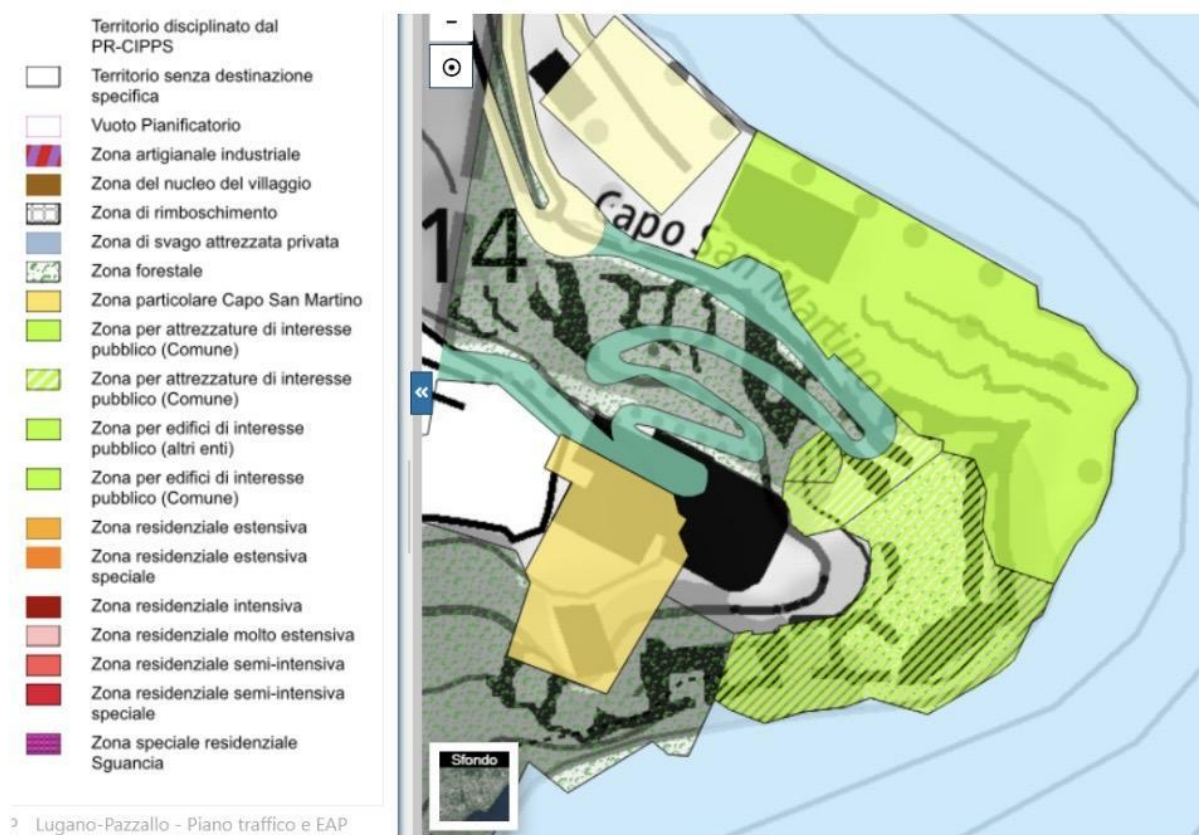 Territorio disciplinato dal
PR-CIPPS
Territorio senza destinazione
specifica
Vuoto Pianificatorio
Zona artigianale industriale
Zona del nucleo del villaggio
Zona di rimboschimento
Zona di svago attrezzata privata
Zona forestale
Zona particolare Capo San Martino
Zona per attrezzature di interesse
pubblico (Comune)
Zona per attrezzature di interesse
pubblico (Comune)
Zona per edifici di interesse
pubblico (altri enti)
Zona per edifici di interesse
pubblico (Comune)
Zona residenziale estensiva
Zona residenziale estensiva
speciale
Zona residenziale intensiva
Zona residenziale molto estensiva
Zona residenziale semi-intensiva
Zona residenziale semi-intensiva
speciale
Zona speciale residenziale
Sguancia
Lugano-Pazzallo - Piano traffico e EAP
−
«
14
Capo San Martino
Sfondo